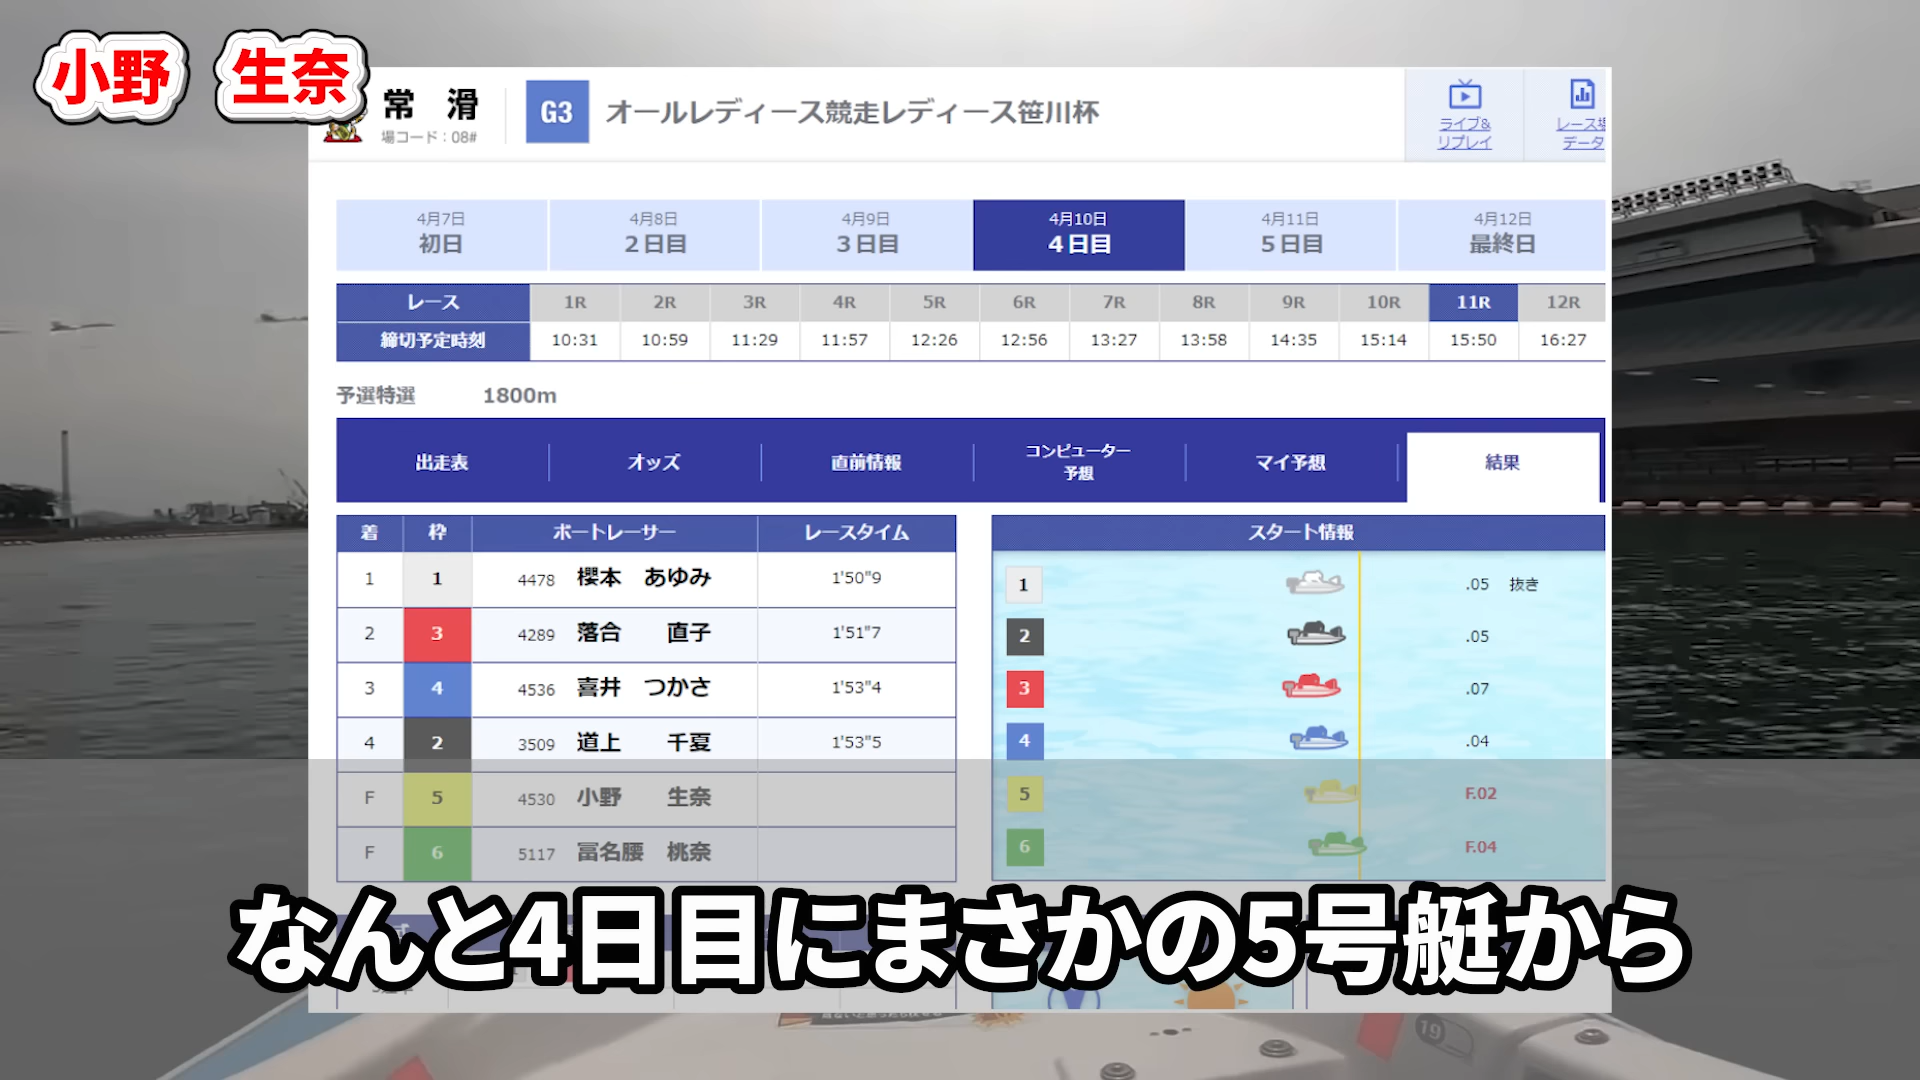 小野 生奈
常 滑
場コード：08#
G3 オールレディース競走レディース笹川杯
ライブ&
リプレイ
データ
4月7日 4月8日 4月9日 4月10日 4月11日 4月12日
初日 2日目 3日目 4日目 5日目 最終日
レース 1R 2R 3R 4R 5R 6R 7R 8R 9R 10R 11R 12R
締切予定時刻 10:31 10:59 11:29 11:57 12:26 12:56 13:27 13:58 14:35 15:14 15:50 16:27
予選特選 1800m
出走表 オッズ 直前情報 コンピューター
予想 マイ予想 結果
着 枠 ボートレーサー レースタイム
1 1 4478 櫻本 あゆみ 1'50"9
2 3 4289 落合 直子 1'51"7
3 4 4536 喜井 つかさ 1'53"4
4 2 3509 道上 千夏 1'53"5
F 5 4530 小野 生奈
F 6 5117 冨名腰 桃奈
スタート情報
1 .05 抜き
2 .05
3 .07
4 .04
5 F.02
6 F.04
なんと4日目にまさかの5号艇から
19